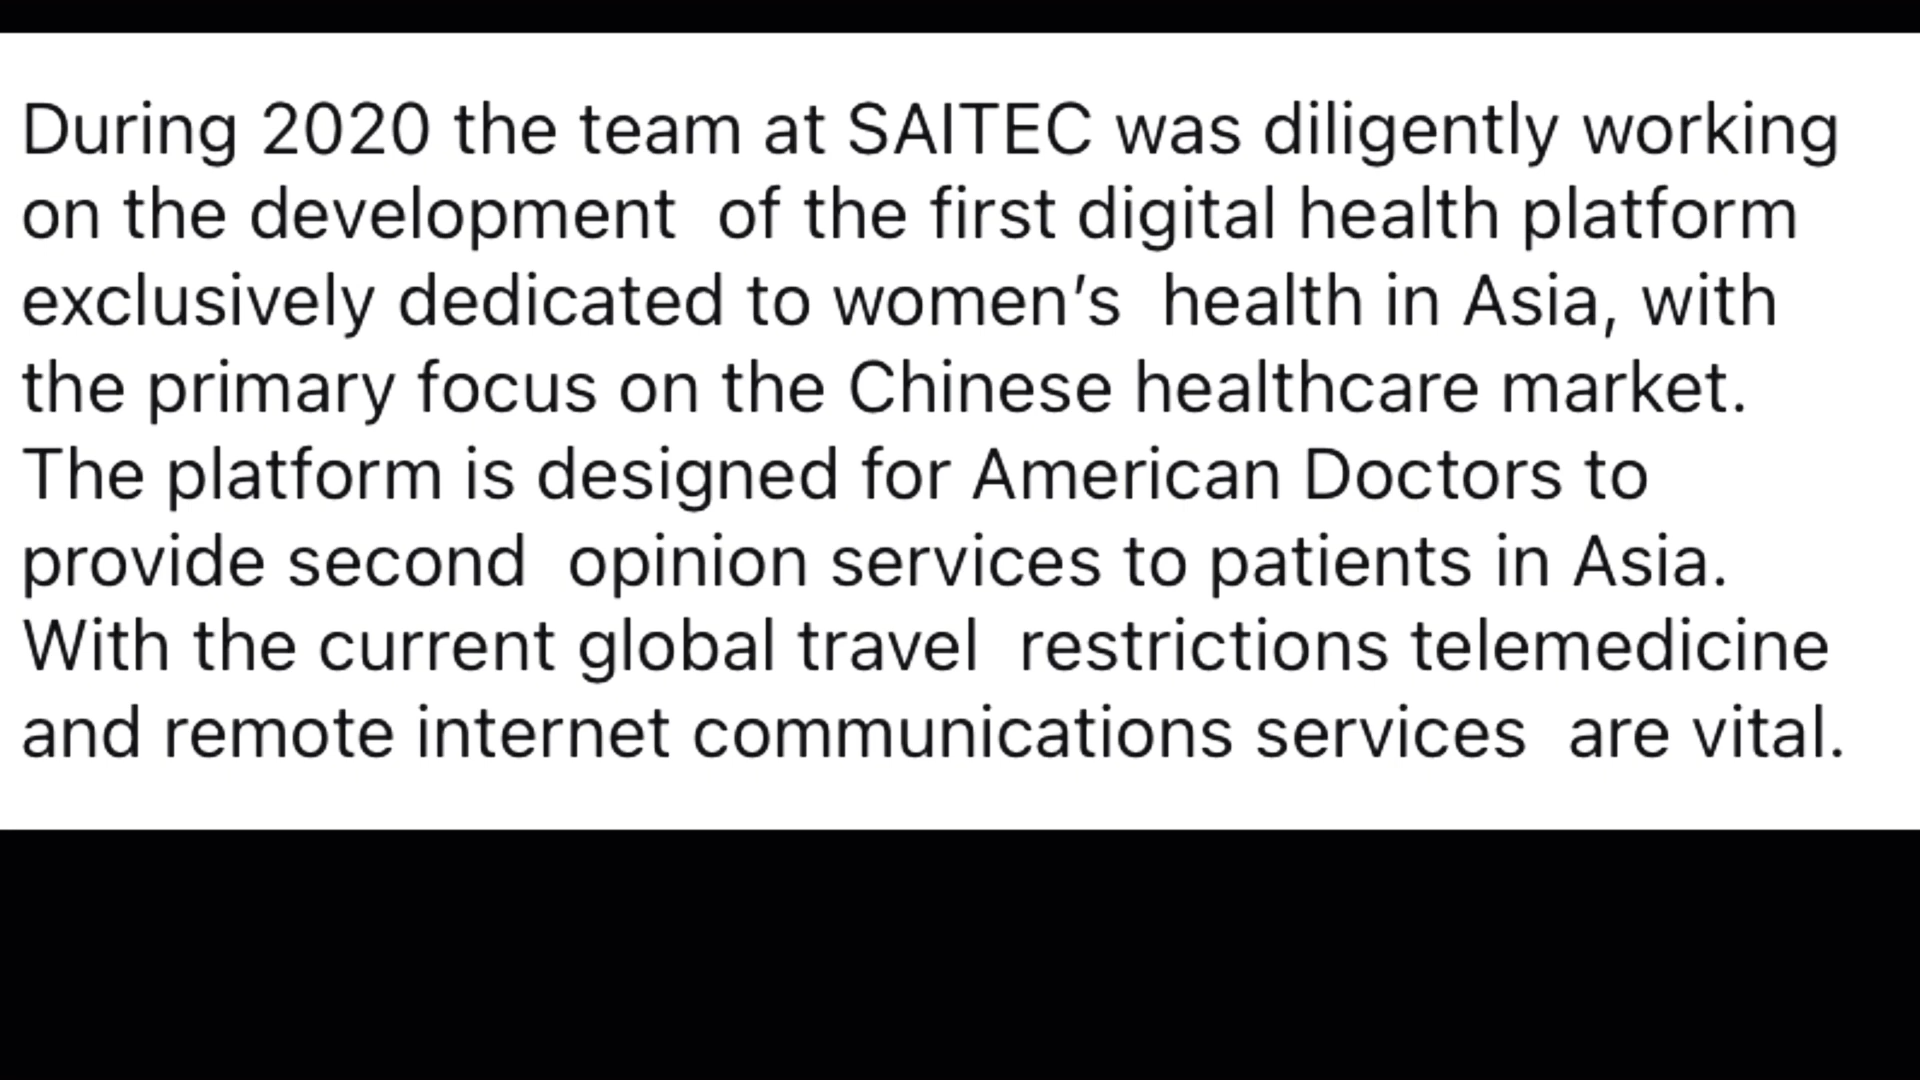 During 2020 the team at SAITEC was diligently working
on the development  of the first digital health platform
exclusively dedicated to women’s  health in Asia, with
the primary focus on the Chinese healthcare market.
The platform is designed for American Doctors to
provide second  opinion services to patients in Asia.
With the current global travel  restrictions telemedicine
and remote internet communications services  are vital.